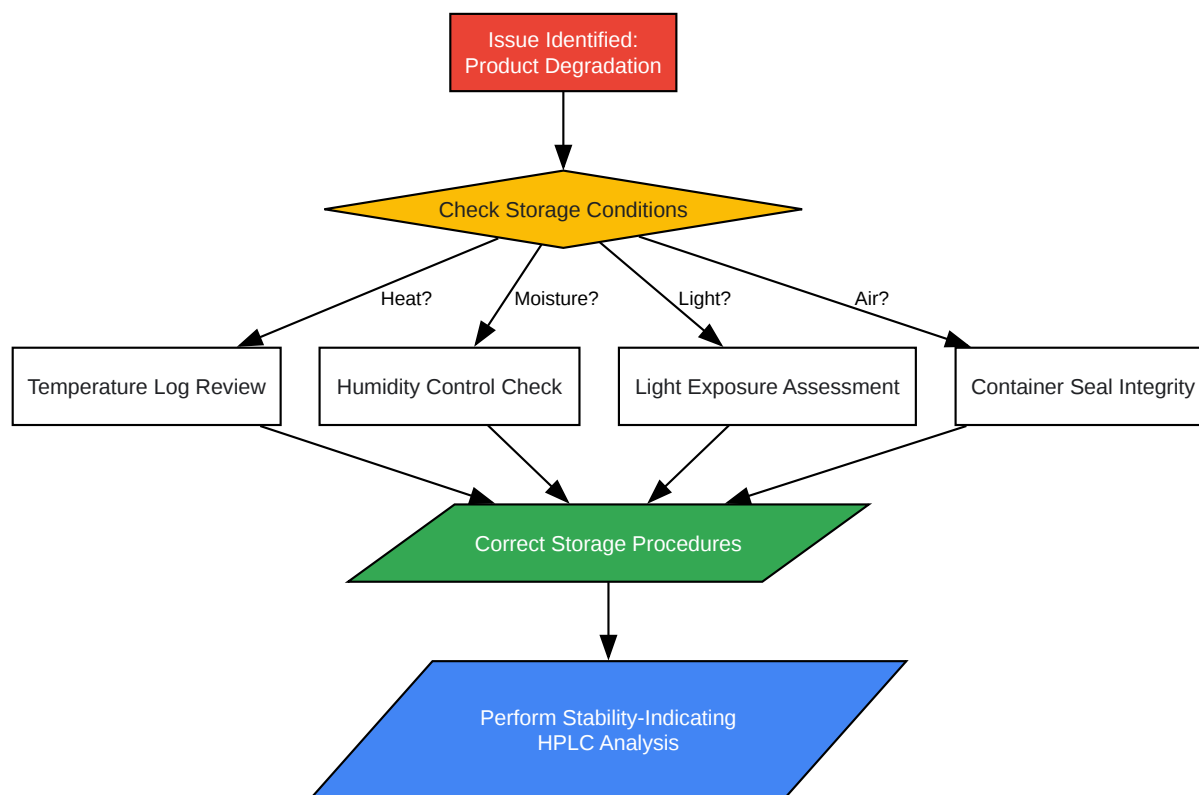 Issue Identified:
Product Degradation
Check Storage Conditions
Heat?
Moisture?
Light?
Air?
Temperature Log Review
Humidity Control Check
Light Exposure Assessment
Container Seal Integrity
Correct Storage Procedures
Perform Stability-Indicating
HPLC Analysis